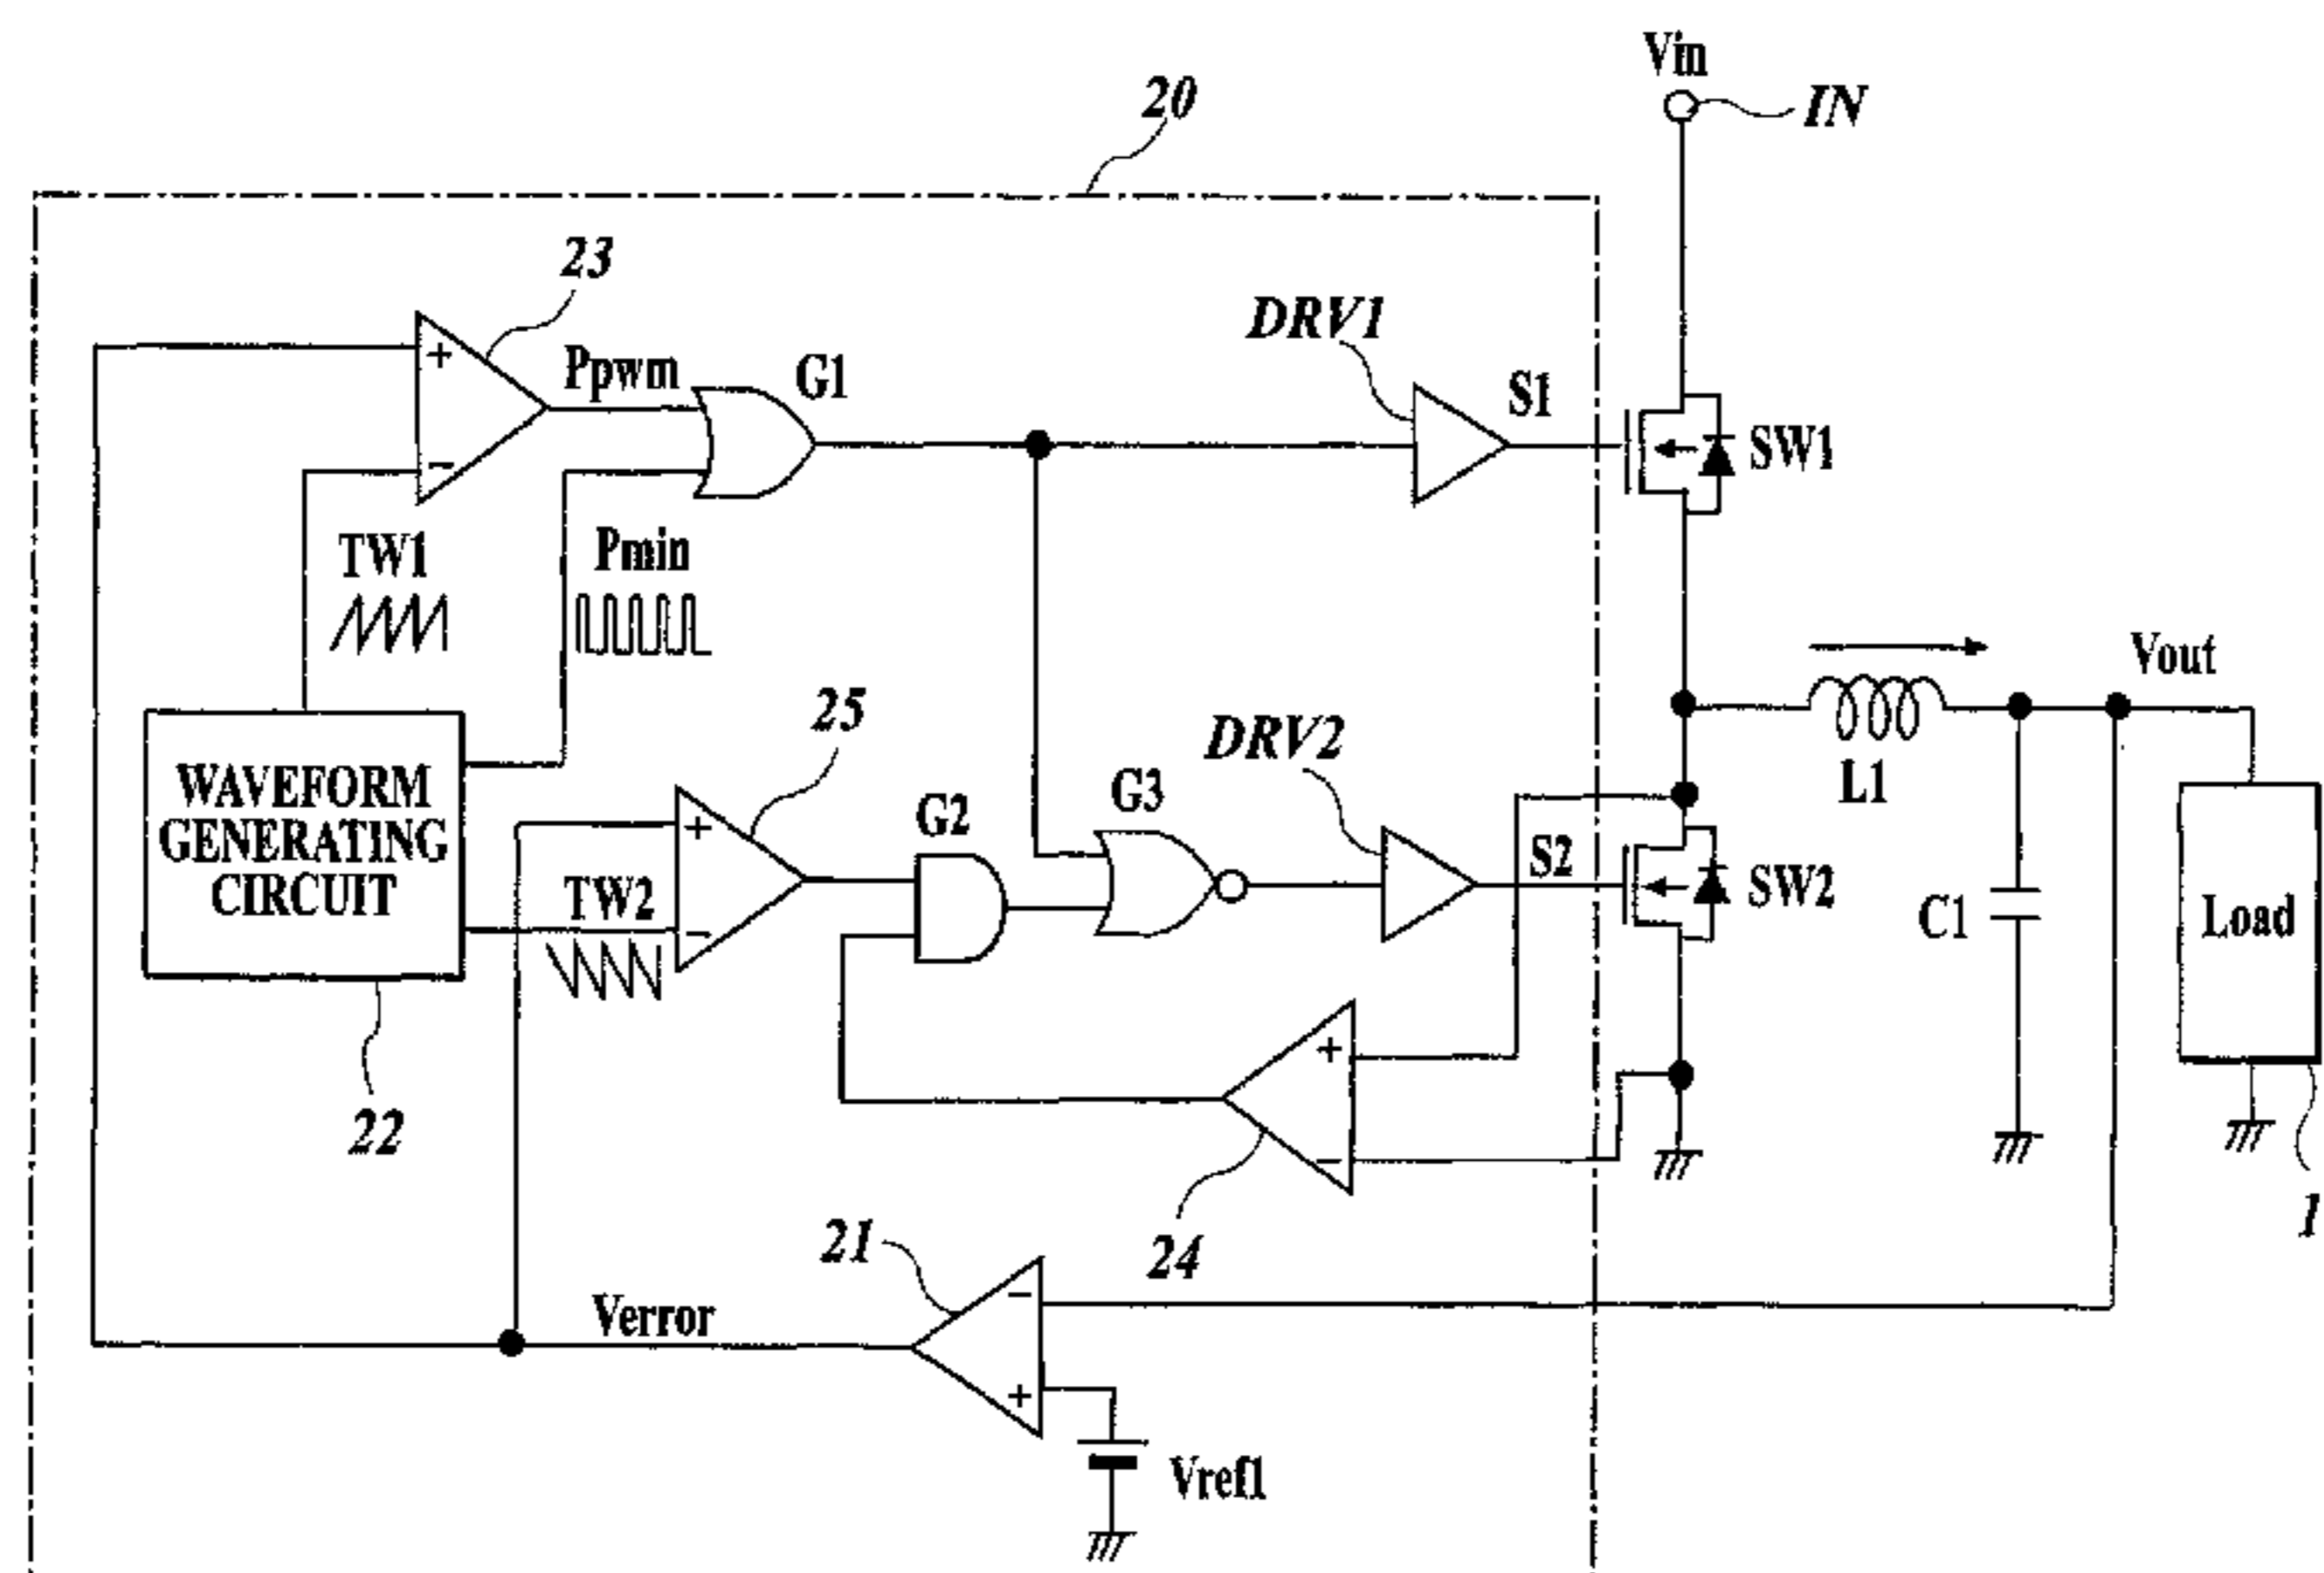 Vin
IN
20
23
DRV1
Ppwm
G1
S1
SW1
TW1
Pmin
Vout
25
DRV2
L1
WAVEFORM
GENERATING
CIRCUIT
G2
G3
S2
SW2
TW2
C1
Load
+
-
+
-
+
-
22
24
1
21
Verror
-
+
Vref1